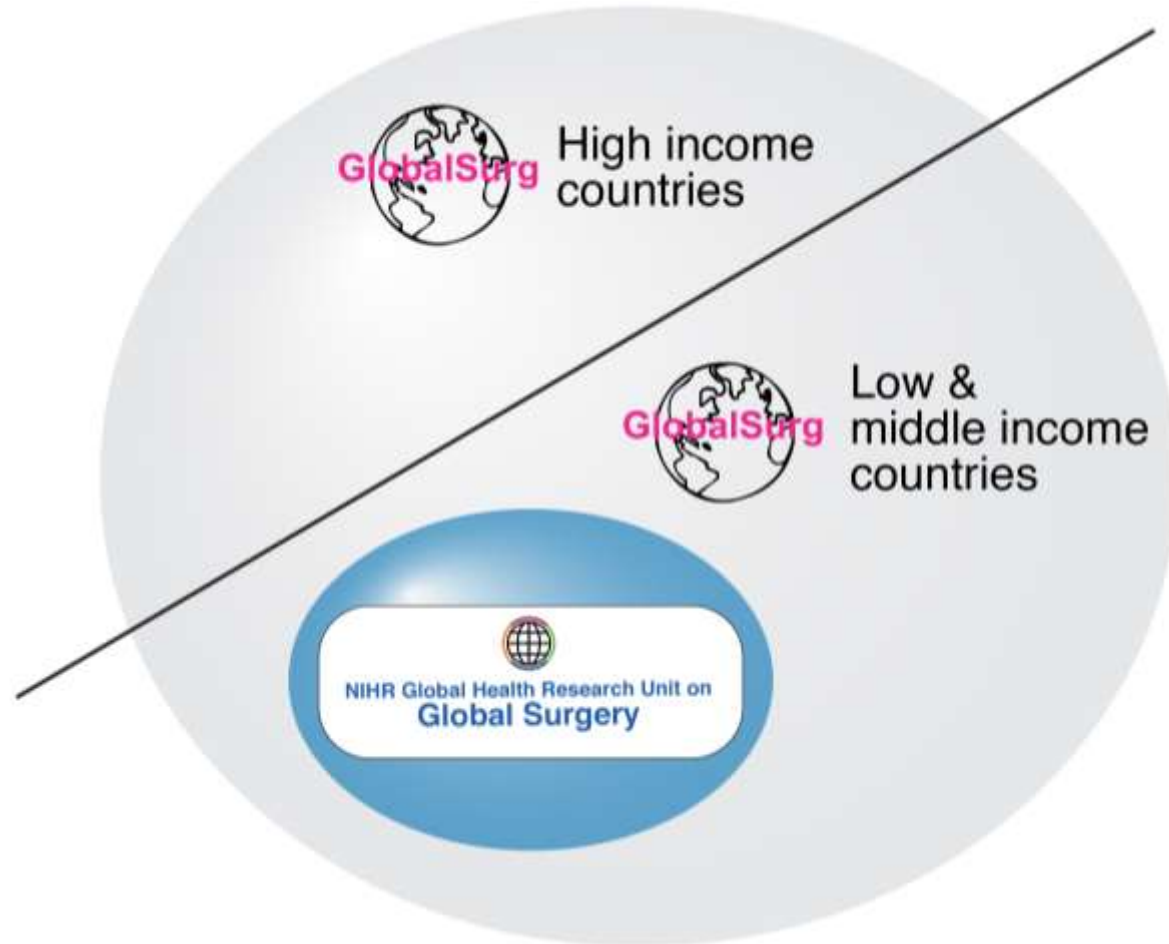 GlobalSurg
High income
countries
GlobalSurg
Low &
middle income
countries
NIHR Global Health Research Unit on
Global Surgery